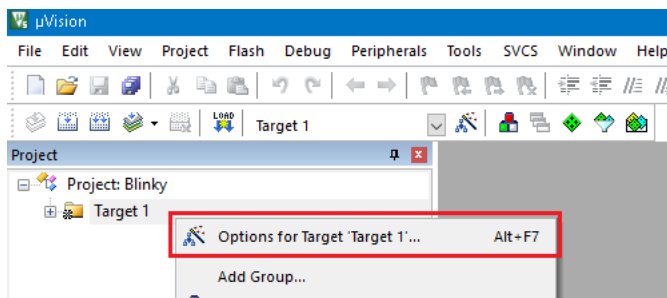 µVision
File Edit View Project Flash Debug Peripherals Tools SVCS Window Help
LOAD
Target 1
Project
Project: Blinky
Target 1
Options for Target 'Target 1'... Alt+F7
Add Group...